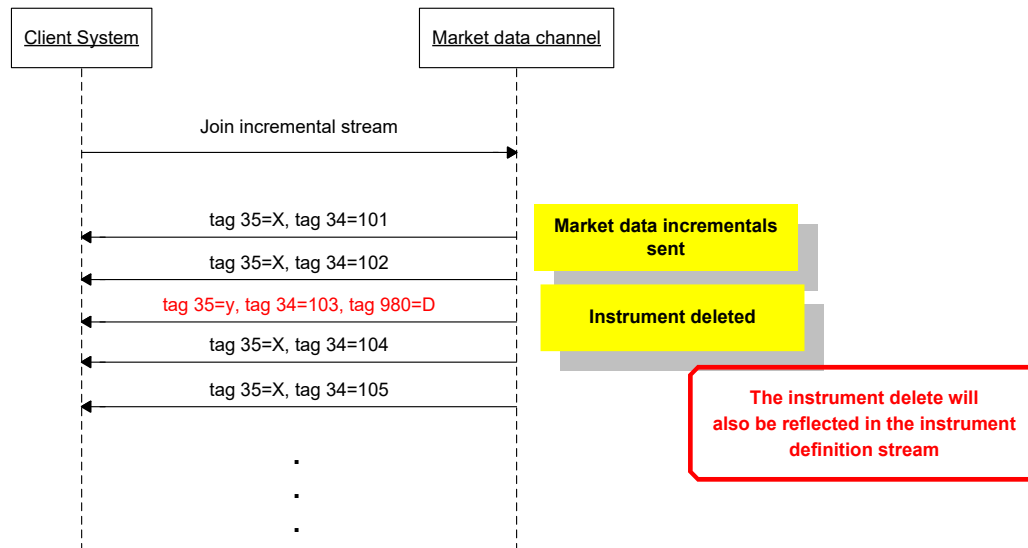 Client System
Market data channel
Join incremental stream
tag 35=X, tag 34=101
Market data incrementals
sent
tag 35=X, tag 34=102
tag 35=y, tag 34=103, tag 980=D
Instrument deleted
tag 35=X, tag 34=104
tag 35=X, tag 34=105
The instrument delete will
also be reflected in the instrument
definition stream
.
.
.